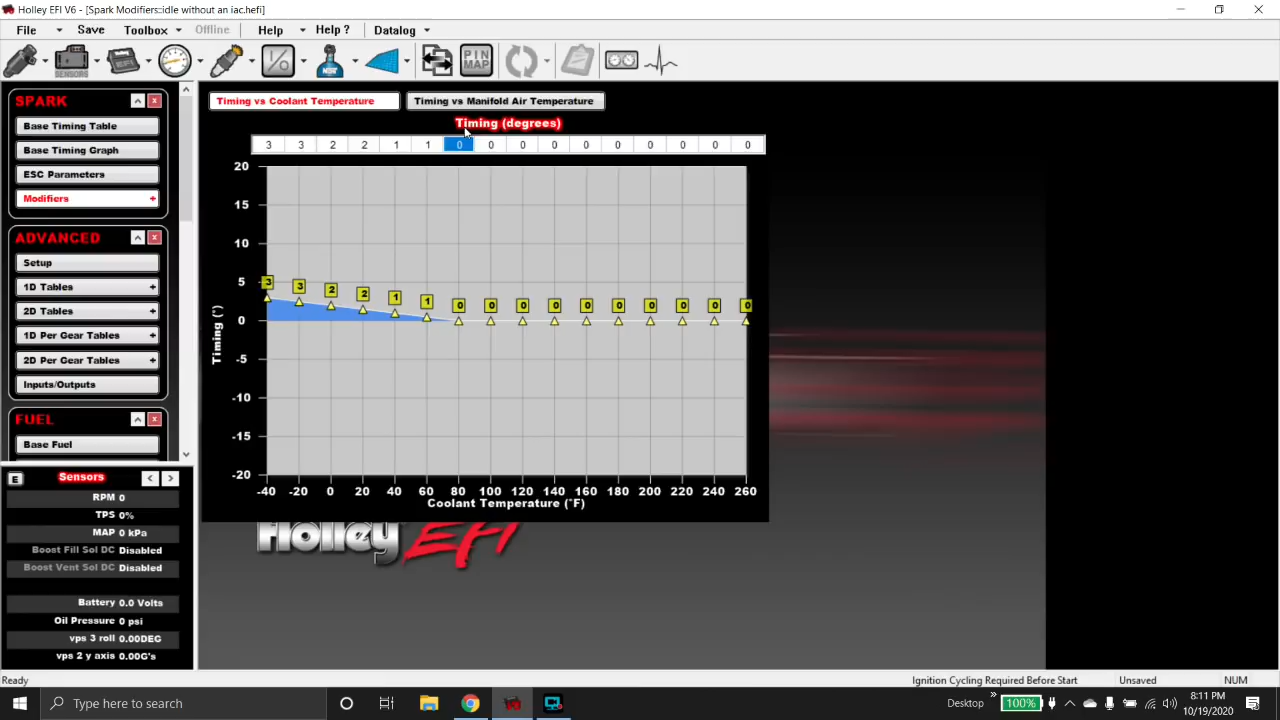 Holley EFI V6 - [Spark Modifiers::idle without an iac.hefi]
File Save Toolbox Offline Help Help ? Datalog
SENSORS EFI I/O PIN MAP
SPARK
Base Timing Table
Base Timing Graph
ESC Parameters
Modifiers +
ADVANCED
Setup
1D Tables +
2D Tables +
1D Per Gear Tables +
2D Per Gear Tables +
Inputs/Outputs
FUEL
Base Fuel
E Sensors < >
RPM 0
TPS 0%
MAP 0 kPa
Boost Fill Sol DC Disabled
Boost Vent Sol DC Disabled
Battery 0.0 Volts
Oil Pressure 0 psi
vps 3 roll 0.00DEG
vps 2 y axis 0.00G's
Timing vs Coolant Temperature Timing vs Manifold Air Temperature
Timing (degrees)
3 3 2 2 1 1 0 0 0 0 0 0 0 0 0 0
20
15
10
5
0
-5
-10
-15
-20
Timing (°)
3 3 2 2 1 1 0 0 0 0 0 0 0 0 0 0
-40 -20 0 20 40 60 80 100 120 140 160 180 200 220 240 260
Coolant Temperature (°F)
Holley EFI
Ready Ignition Cycling Required Before Start Unsaved NUM
Type here to search
Desktop 100% 8:11 PM
10/19/2020